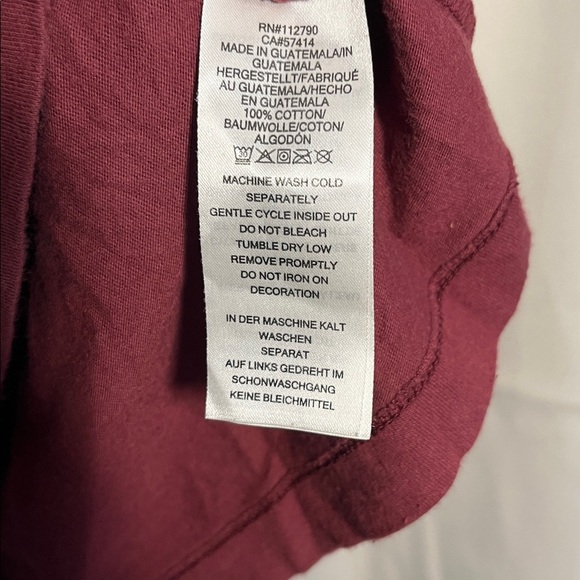 RN#112790
CA#57414
MADE IN GUATEMALA/IN
GUATEMALA
HERGESTELLT/FABRIQUÉ
AU GUATEMALA/HECHO
EN GUATEMALA
100% COTTON/
BAUMWOLLE/COTON/
ALGODÓN
30
MACHINE WASH COLD
SEPARATELY
GENTLE CYCLE INSIDE OUT
DO NOT BLEACH
TUMBLE DRY LOW
REMOVE PROMPTLY
DO NOT IRON ON
DECORATION
IN DER MASCHINE KALT
WASCHEN
SEPARAT
AUF LINKS GEDREHT IM
SCHONWASCHGANG
KEINE BLEICHMITTEL